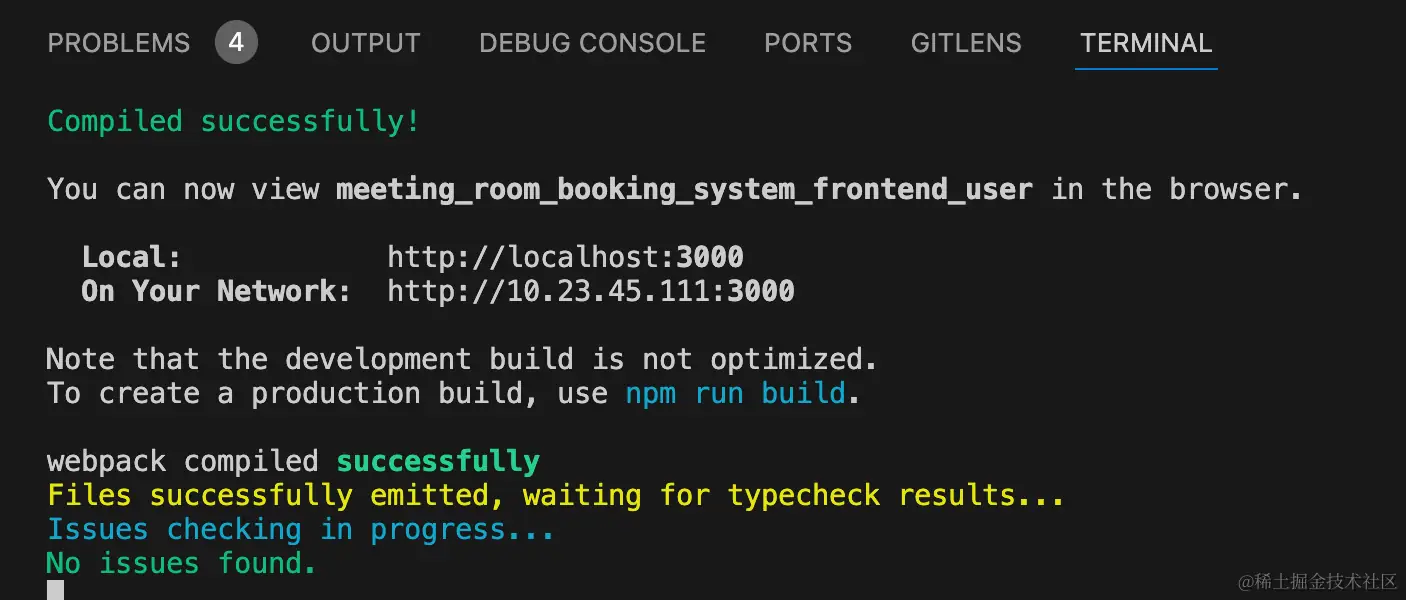 PROBLEMS 4 OUTPUT DEBUG CONSOLE PORTS GITLENS TERMINAL
Compiled successfully!
You can now view meeting_room_booking_system_frontend_user in the browser.
Local: http://localhost:3000
On Your Network: http://10.23.45.111:3000
Note that the development build is not optimized.
To create a production build, use npm run build.
webpack compiled successfully
Files successfully emitted, waiting for typecheck results...
Issues checking in progress...
No issues found.
@稀土掘金技术社区